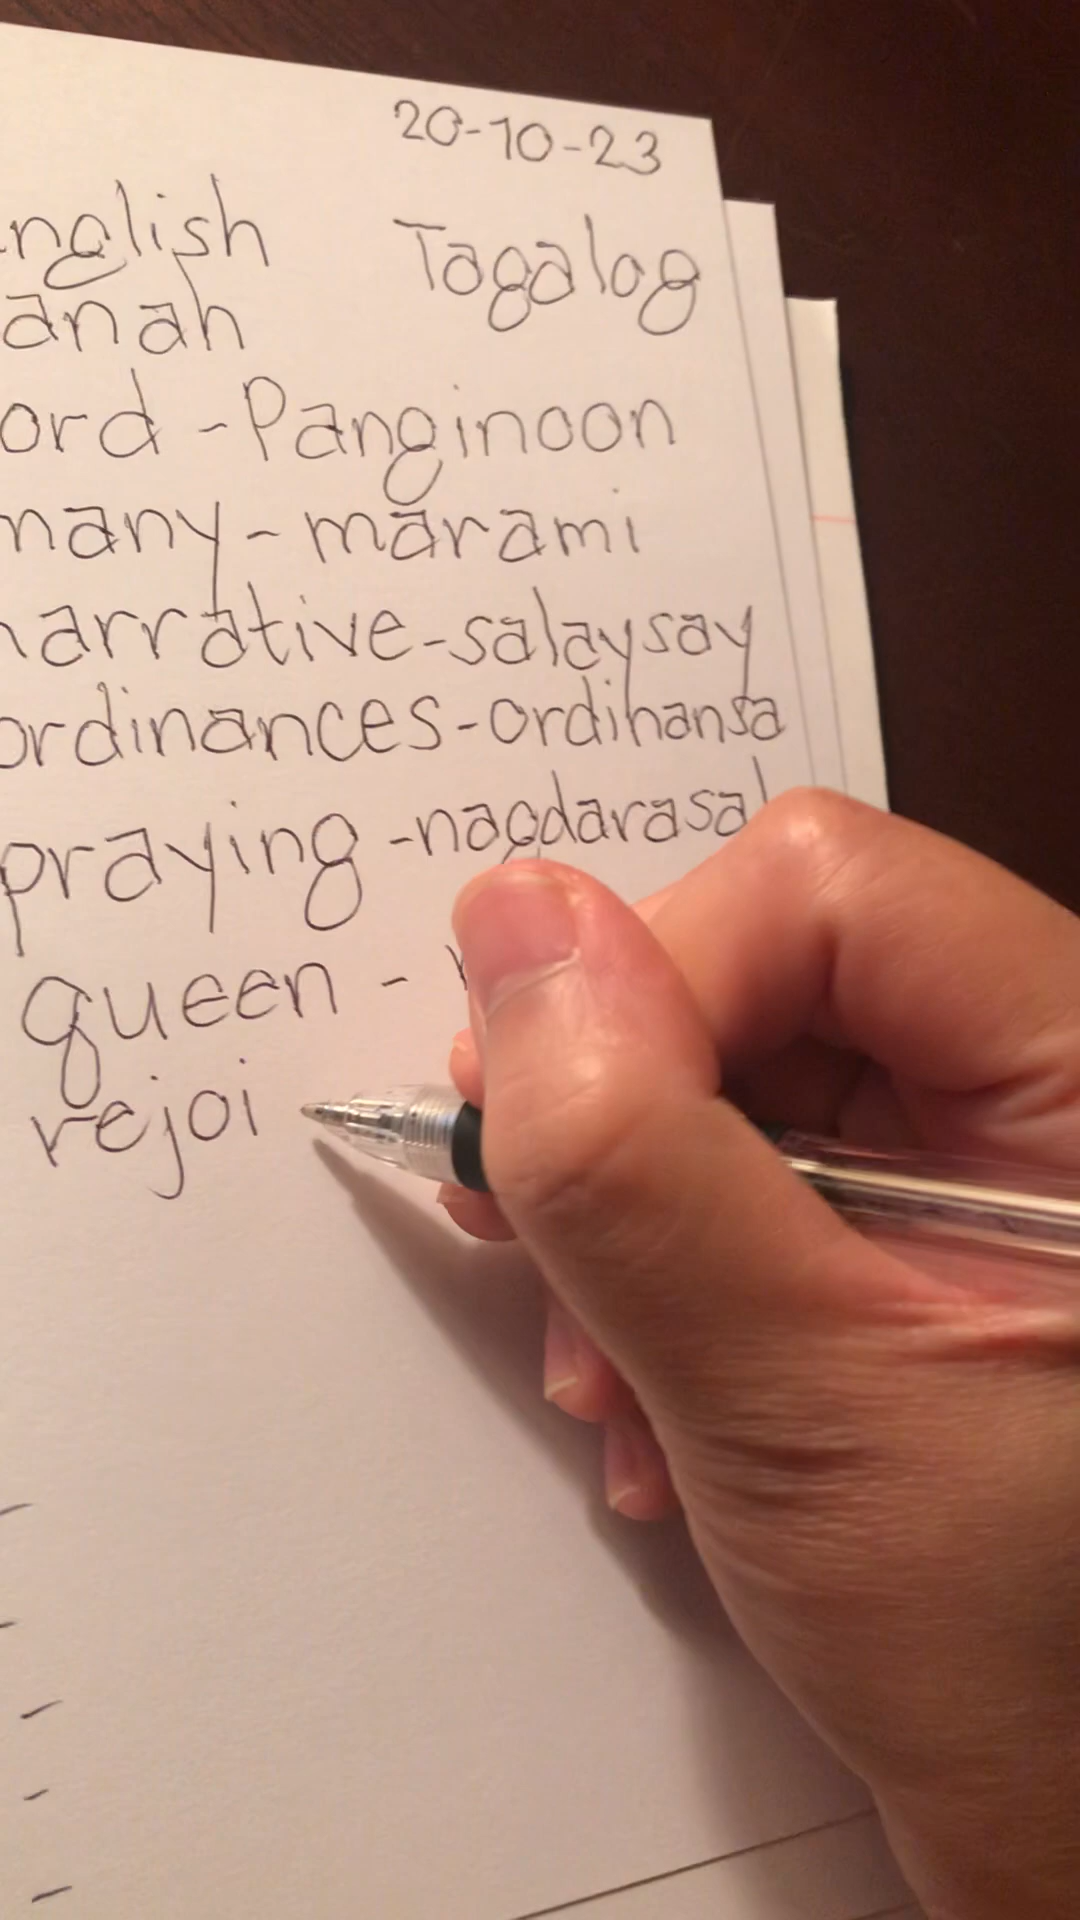 20-10-23
nglish Tagalog
anah
ord - Panginoon
many - marami
narrative - salaysay
ordinances - ordinansa
praying - nagdarasal
queen -
rejoi